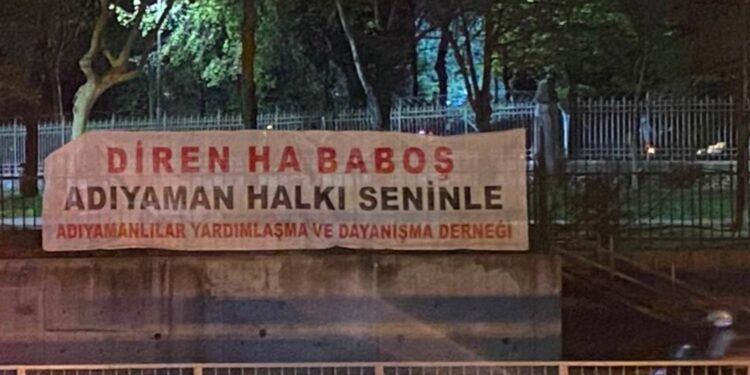 DİREN HA BABOŞ
ADIYAMAN HALKI SENİNLE
ADIYAMANLILAR YARDIMLAŞMA VE DAYANIŞMA DERNEĞİ